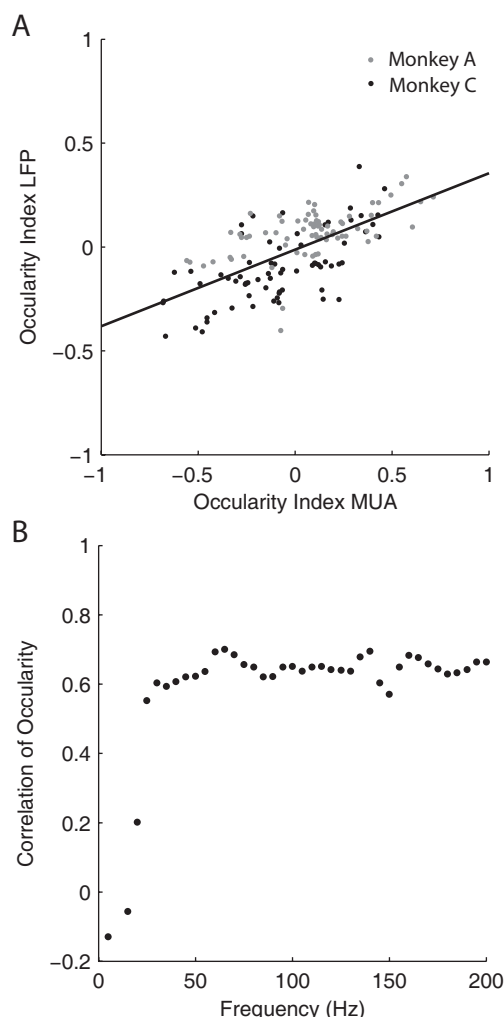 A
1
Monkey A
Monkey C
0.5
0
−0.5
−1
Occularity Index LFP
−1 −0.5 0 0.5 1
Occularity Index MUA
B
1
0.8
0.6
0.4
0.2
0
−0.2
Correlation of Occularity
0 50 100 150 200
Frequency (Hz)